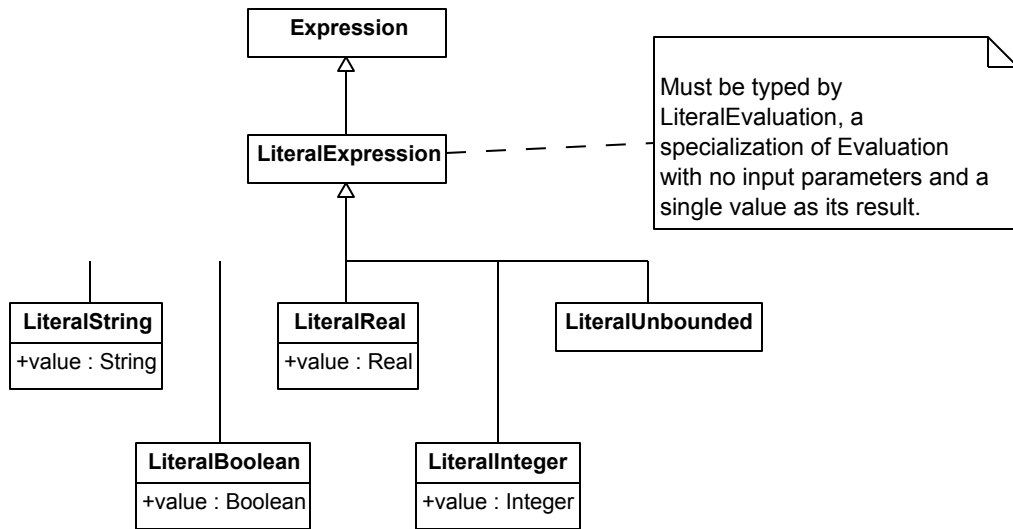 Expression
LiteralExpression
Must be typed by
LiteralEvaluation, a
specialization of Evaluation
with no input parameters and a
single value as its result.
LiteralString
+value : String
LiteralReal
+value : Real
LiteralUnbounded
LiteralBoolean
+value : Boolean
LiteralInteger
+value : Integer